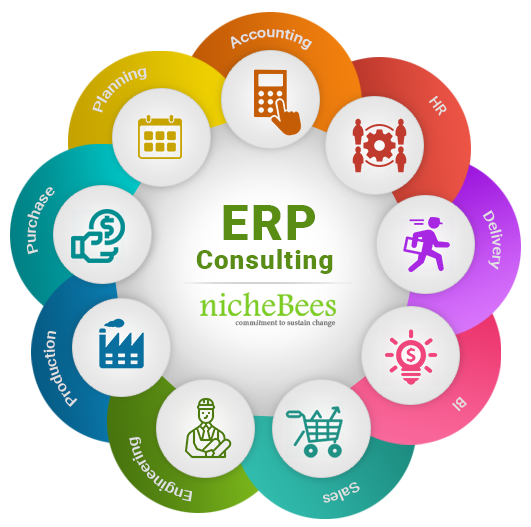 Accounting
HR
Delivery
BI
Sales
Engineering
Production
Purchase
Planning
ERP
Consulting
nicheBees
commitment to sustain change